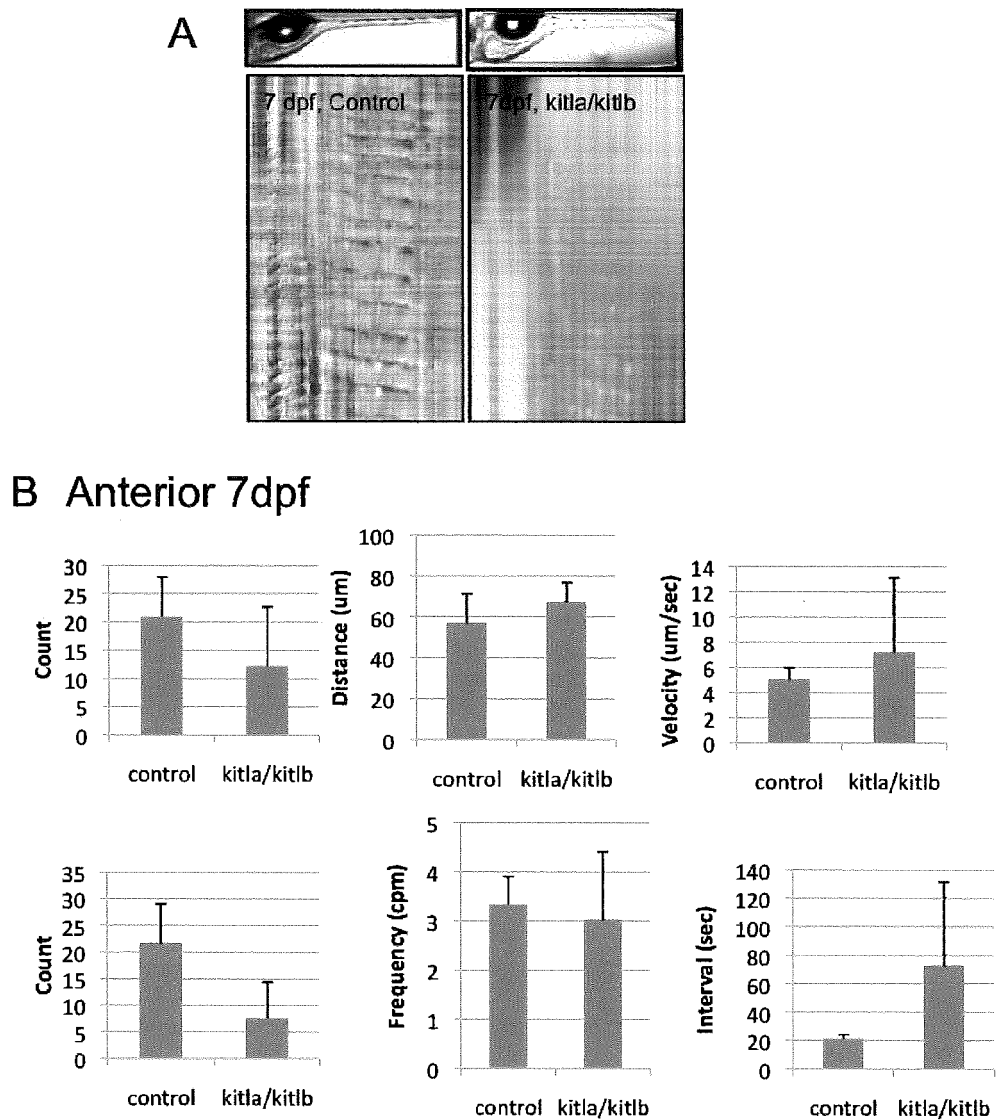 A
7 dpf, Control
7dpf, kitla/kitlb
B Anterior 7dpf
Count
30
25
20
15
10
5
0
control kitla/kitlb
Distance (um)
100
80
60
40
20
0
control kitla/kitlb
Velocity (um/sec)
14
12
10
8
6
4
2
0
control kitla/kitlb
Count
35
30
25
20
15
10
5
0
control kitla/kitlb
Frequency (cpm)
5
4
3
2
1
0
control kitla/kitlb
Interval (sec)
140
120
100
80
60
40
20
0
control kitla/kitlb